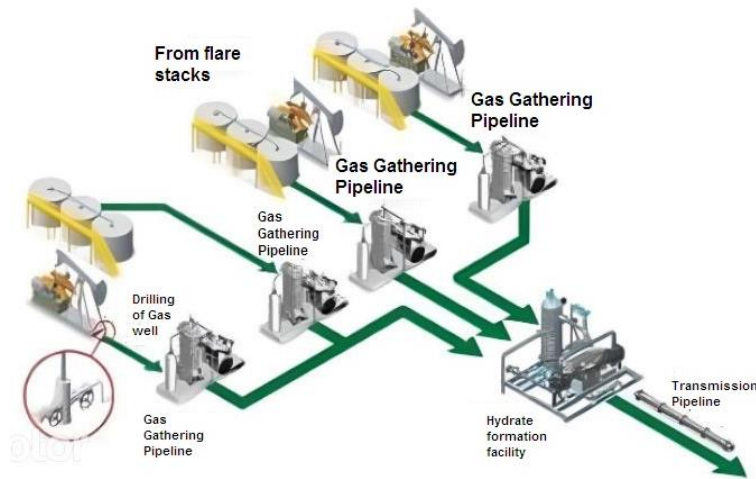 From flare
stacks
Gas Gathering
Pipeline
Gas Gathering
Pipeline
Gas
Gathering
Pipeline
Drilling
of Gas
well
Gas
Gathering
Pipeline
Hydrate
formation
facility
Transmission
Pipeline